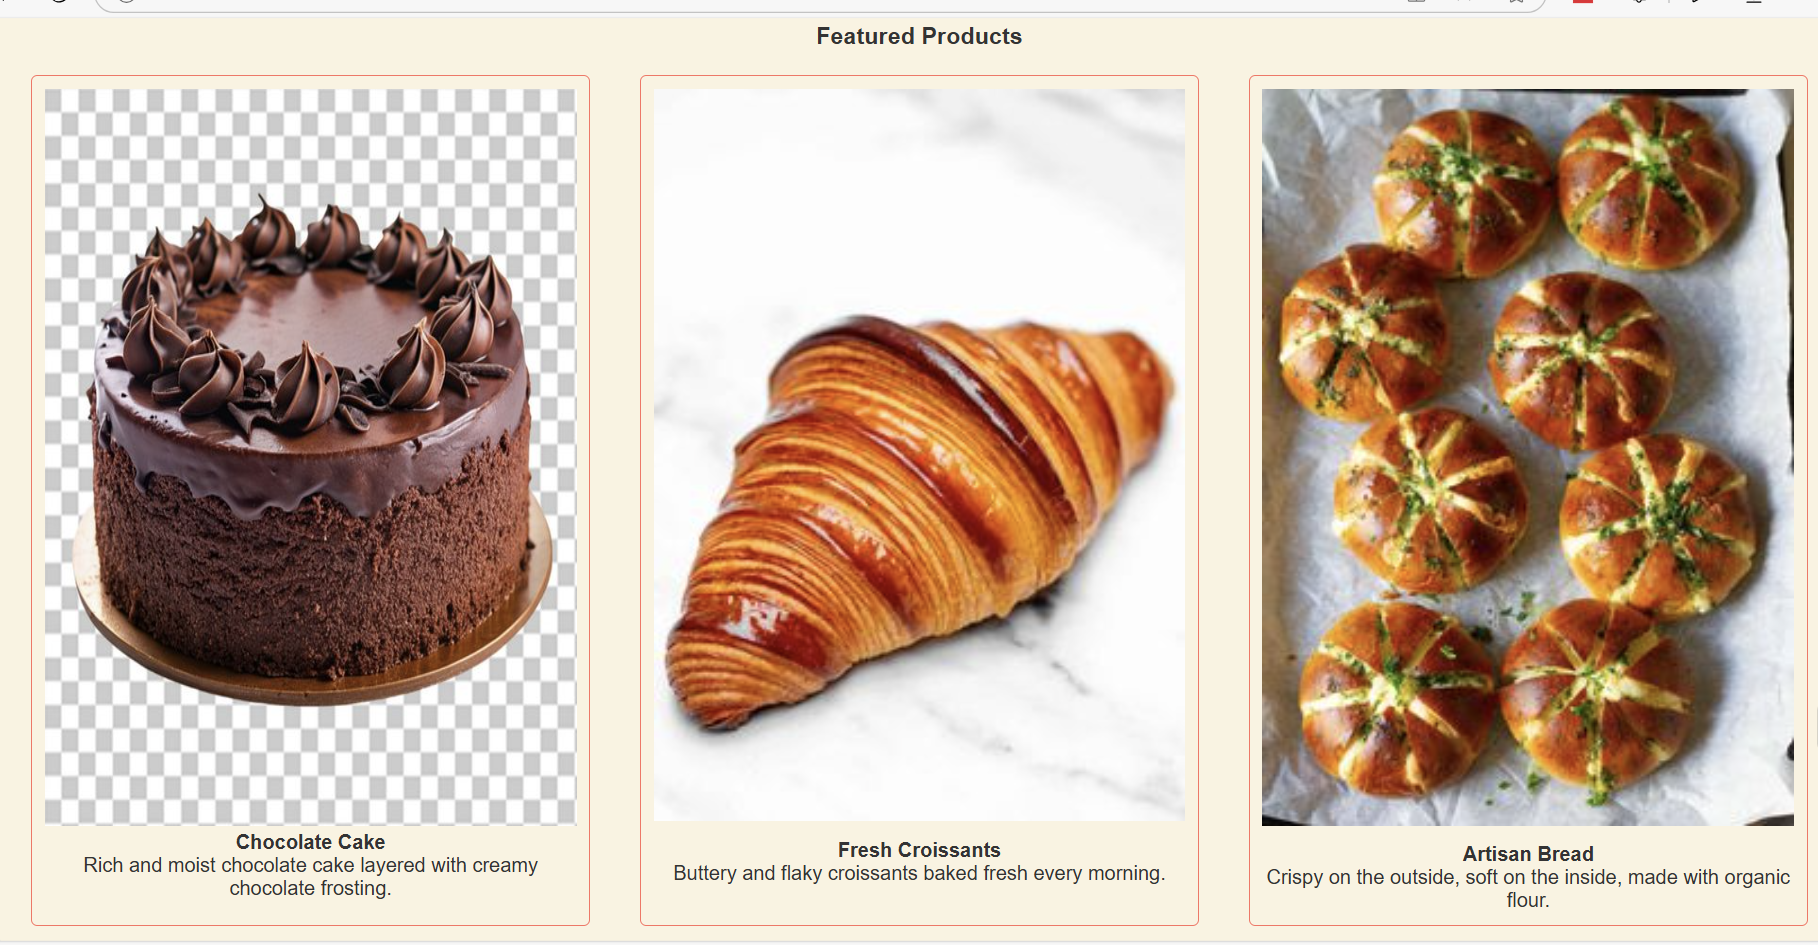 Featured Products
Chocolate Cake
Rich and moist chocolate cake layered with creamy
chocolate frosting.
Fresh Croissants
Buttery and flaky croissants baked fresh every morning.
Artisan Bread
Crispy on the outside, soft on the inside, made with organic
flour.